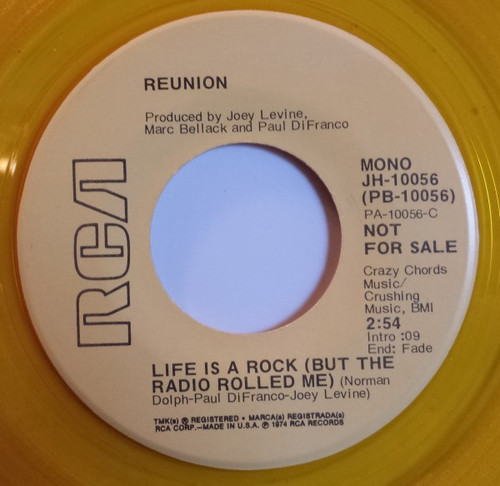 REUNION
Produced by Joey Levine,
Marc Bellack and Paul DiFranco
RCA
MONO
JH-10056
(PB-10056)
PA-10056-C
NOT
FOR SALE
Crazy Chords
Music/
Crushing
Music, BMI
2:54
Intro :09
End: Fade
LIFE IS A ROCK (BUT THE
RADIO ROLLED ME) (Norman
Dolph-Paul DiFranco-Joey Levine)
TMK(s) ® REGISTERED • MARCA(s) REGISTRADA(s)
RCA CORP.—MADE IN U.S.A. ℗ 1974 RCA RECORDS